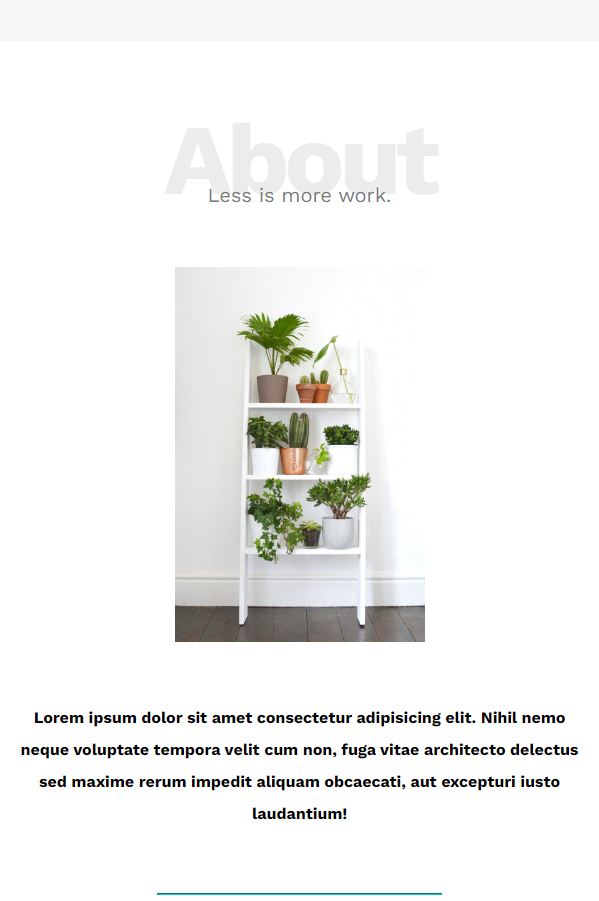 About
Less is more work.
Lorem ipsum dolor sit amet consectetur adipisicing elit. Nihil nemo
neque voluptate tempora velit cum non, fuga vitae architecto delectus
sed maxime rerum impedit aliquam obcaecati, aut excepturi iusto
laudantium!